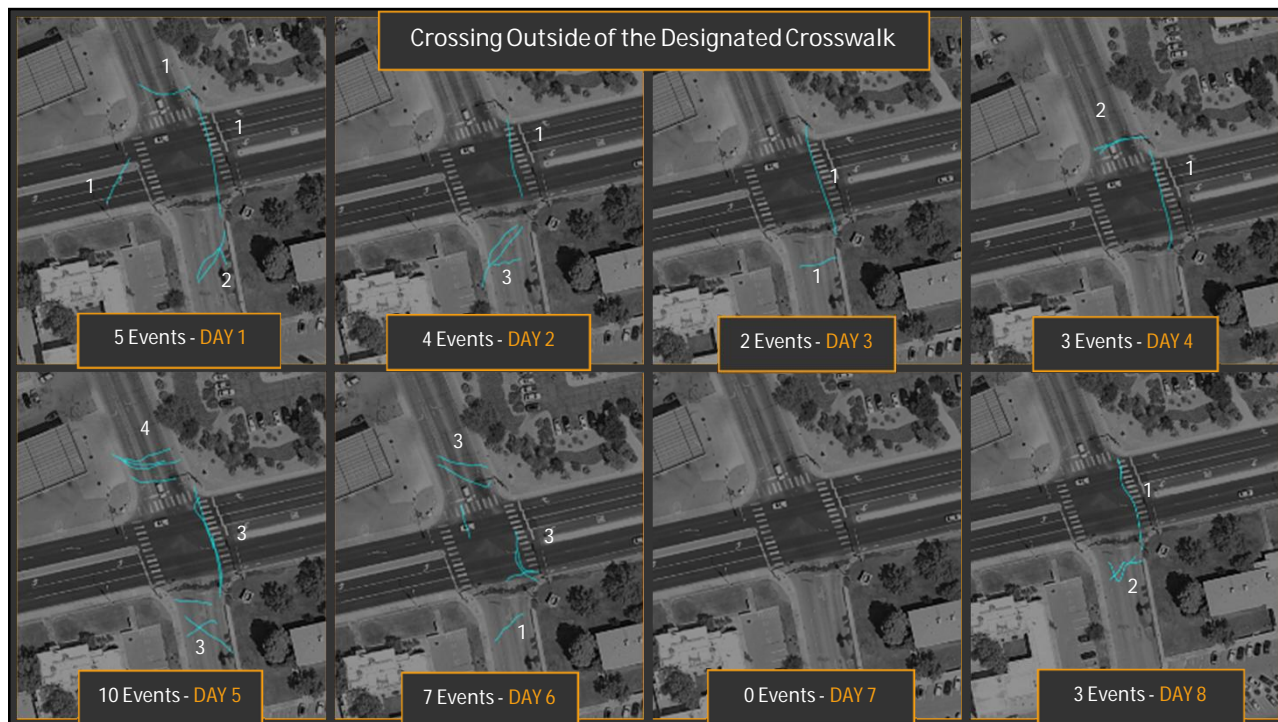 Crossing Outside of the Designated Crosswalk
1
1
1
2
5 Events - DAY 1
1
3
4 Events - DAY 2
1
1
2 Events - DAY 3
2
1
3 Events - DAY 4
4
3
3
10 Events - DAY 5
3
3
1
7 Events - DAY 6
0 Events - DAY 7
1
2
3 Events - DAY 8